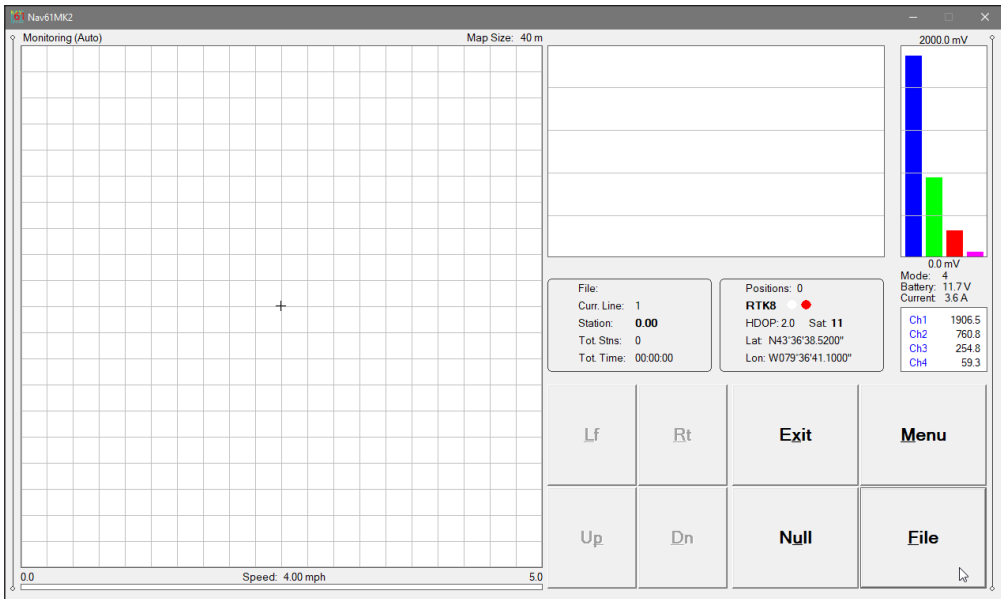 Nav61MK2
Monitoring (Auto) Map Size: 40 m
2000.0 mV
0.0 mV
Mode: 4
Battery: 11.7 V
Current: 3.6 A
Ch1 1906.5
Ch2 760.8
Ch3 254.8
Ch4 59.3
File:
Curr. Line: 1
Station: 0.00
Tot. Stns: 0
Tot. Time: 00:00:00
Positions: 0
RTK8
HDOP: 2.0 Sat: 11
Lat: N43°36'38.5200"
Lon: W079°36'41.1000"
Lf Rt Exit Menu
Up Dn Null File
0.0 Speed: 4.00 mph 5.0